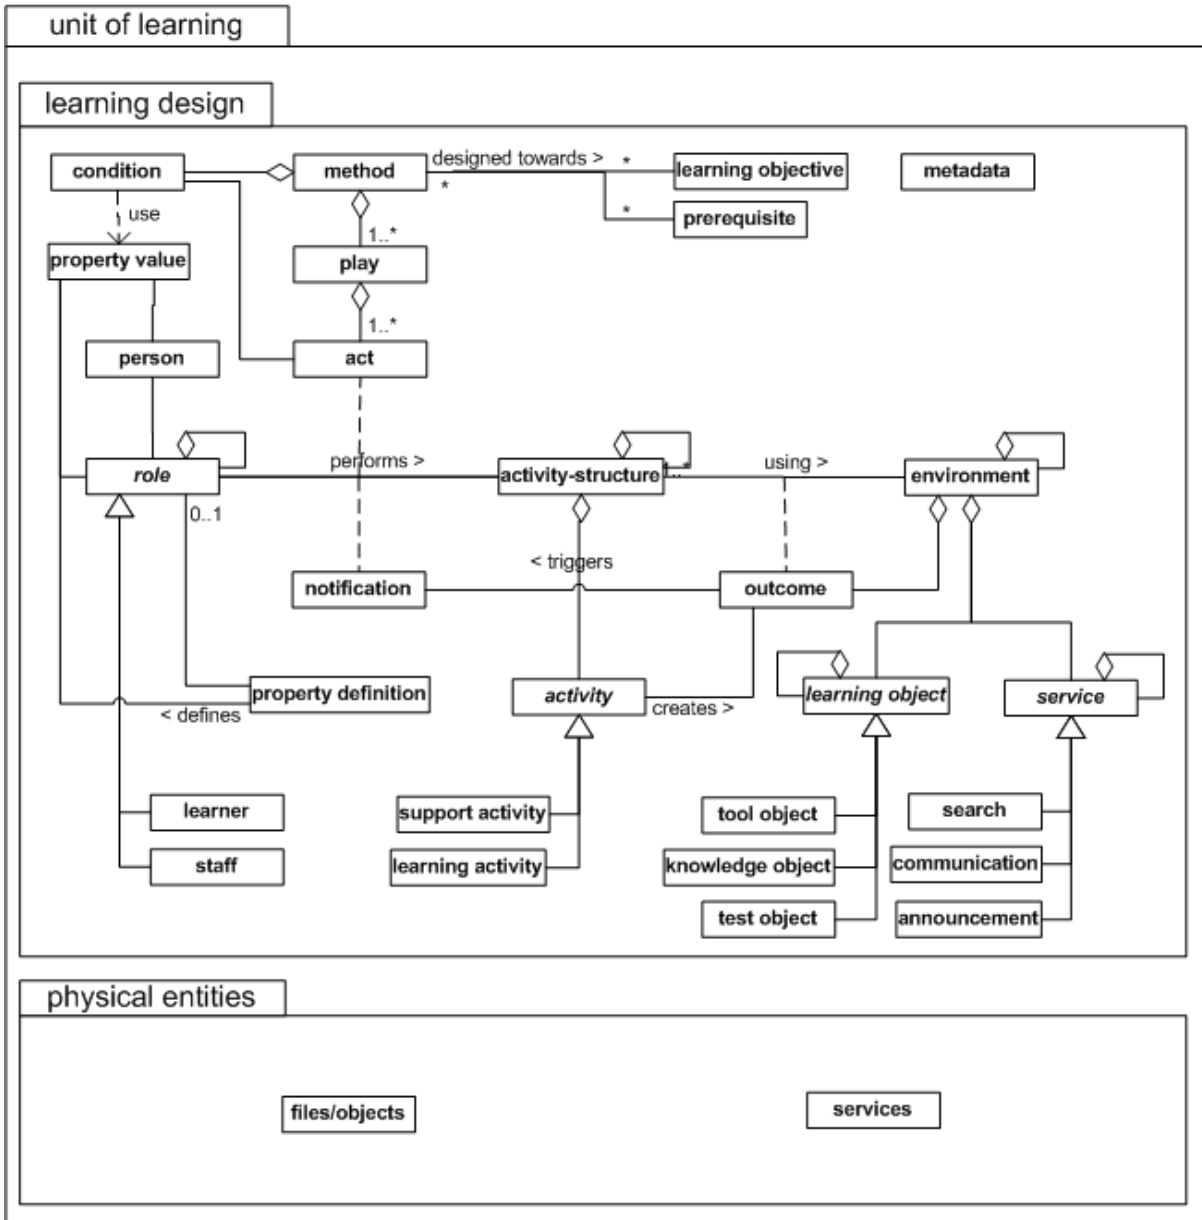 unit of learning
learning design
condition
method
designed towards >
*
*
learning objective
metadata
use
*
prerequisite
property value
1..*
play
1..*
person
act
role
performs >
activity-structure
1..*
using >
environment
0..1
< triggers
notification
outcome
property definition
< defines
activity
creates >
learning object
service
learner
support activity
tool object
search
staff
learning activity
knowledge object
communication
test object
announcement
physical entities
files/objects
services